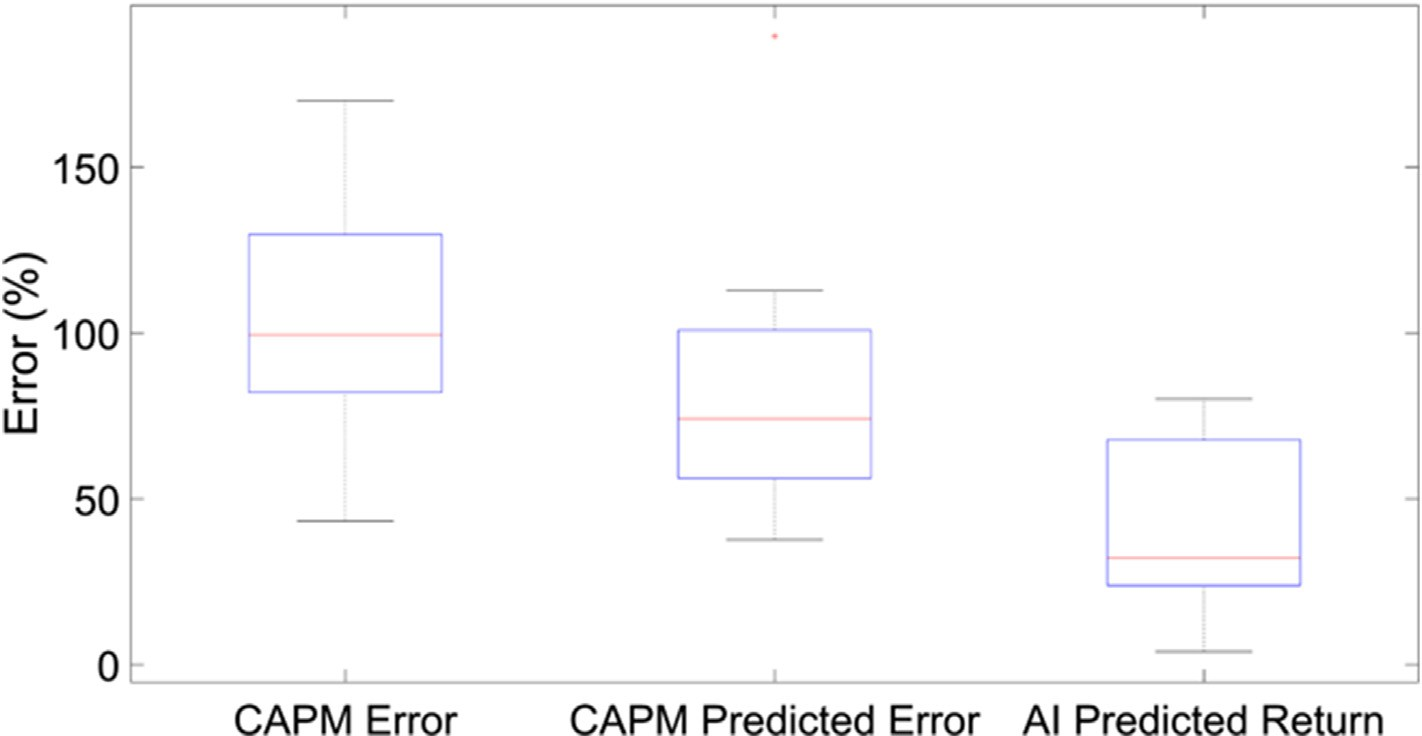 Error (%)
150
100
50
0
CAPM Error
CAPM Predicted Error
AI Predicted Return